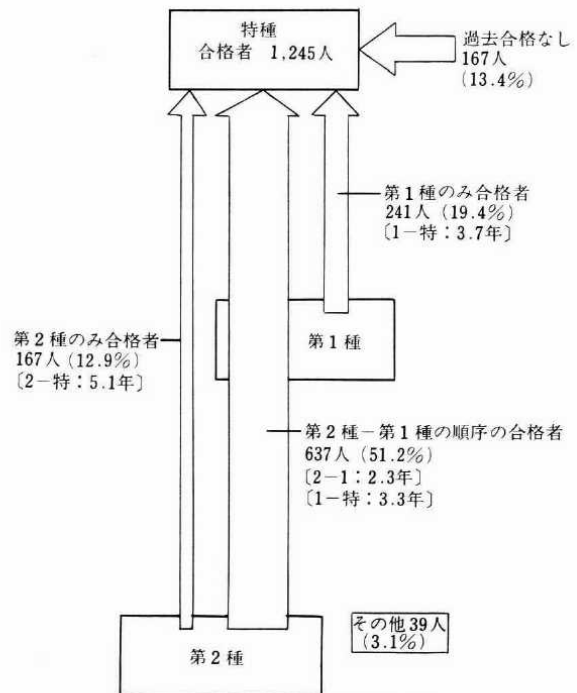 特種
合格者 1,245人
過去合格なし
167人
(13.4%)
第1種のみ合格者
241人 (19.4%)
〔1-特:3.7年〕
第1種
第2種のみ合格者
167人 (12.9%)
〔2-特:5.1年〕
第2種-第1種の順序の合格者
637人 (51.2%)
〔2-1:2.3年〕
〔1-特:3.3年〕
その他39人
(3.1%)
第2種